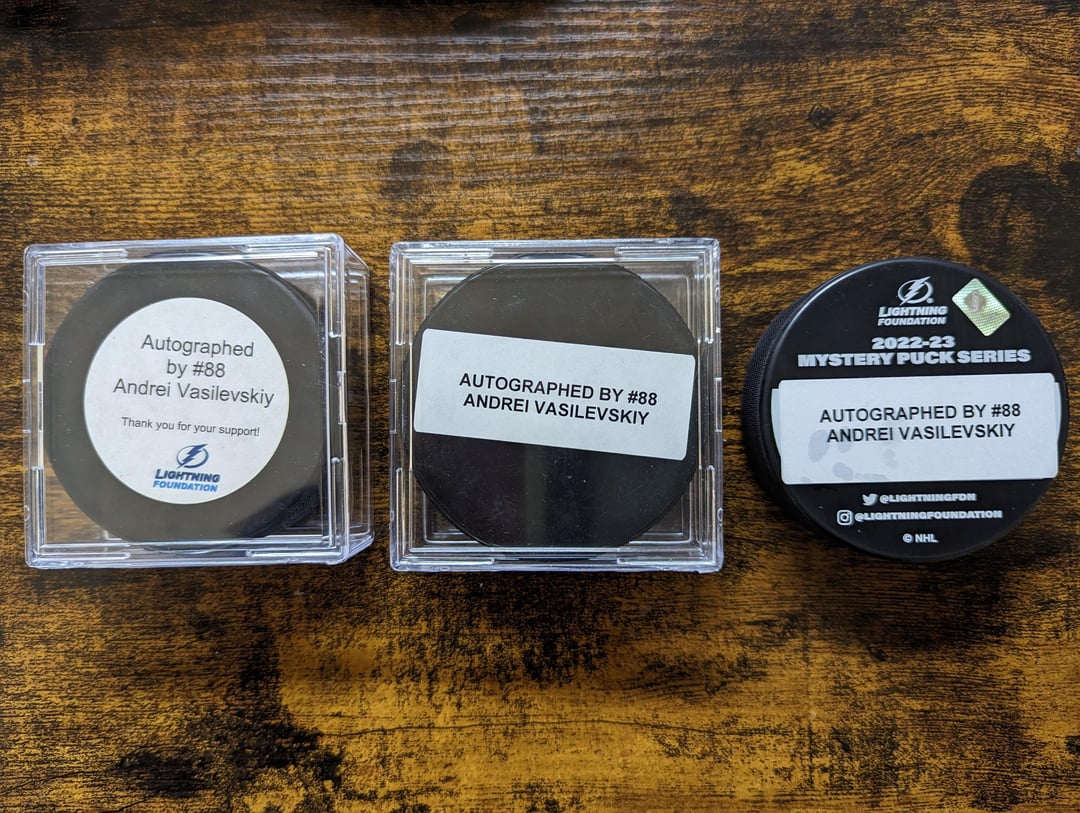 Autographed
by #88
Andrei Vasilevskiy
Thank you for your support!
LIGHTNING
FOUNDATION
AUTOGRAPHED BY #88
ANDREI VASILEVSKIY
LIGHTNING
FOUNDATION
2022-23
MYSTERY PUCK SERIES
AUTOGRAPHED BY #88
ANDREI VASILEVSKIY
@LIGHTNINGFDN
@LIGHTNINGFOUNDATION
© NHL